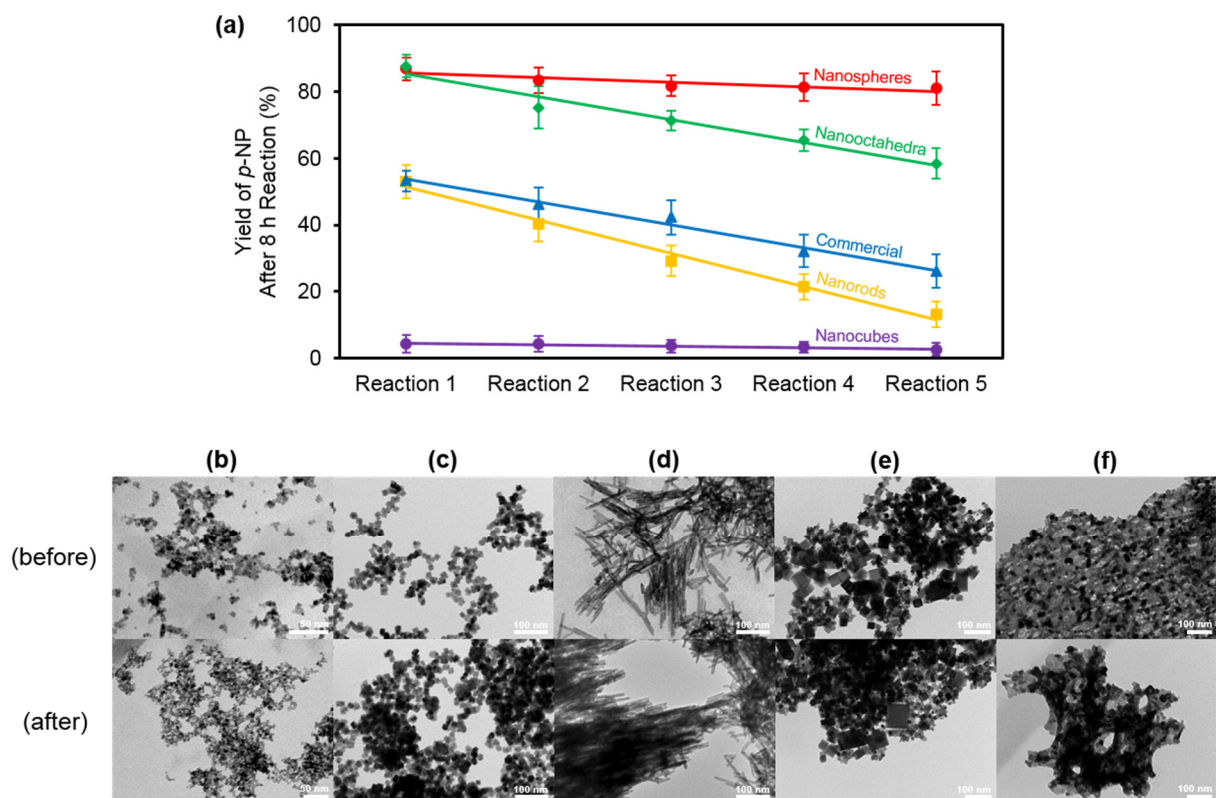 (a)
100
80
60
40
20
0
Yield of p-NP
After 8 h Reaction (%)
Nanospheres
Nanooctahedra
Commercial
Nanorods
Nanocubes
Reaction 1 Reaction 2 Reaction 3 Reaction 4 Reaction 5
(b) (c) (d) (e) (f)
(before)
50 nm 100 nm 100 nm 100 nm 100 nm
(after)
50 nm 100 nm 100 nm 100 nm 100 nm